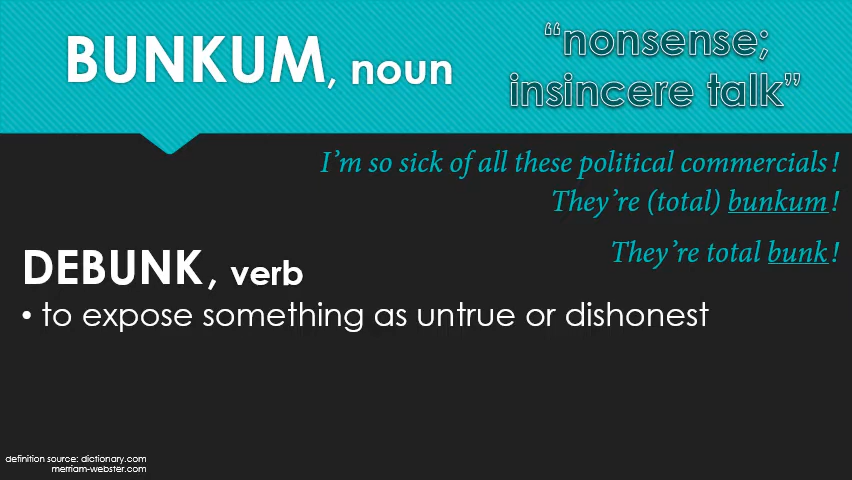 BUNKUM, noun
“nonsense;
insincere talk”
I’m so sick of all these political commercials!
They’re (total) bunkum!
They’re total bunk!
DEBUNK, verb
• to expose something as untrue or dishonest
definition source: dictionary.com
merriam-webster.com